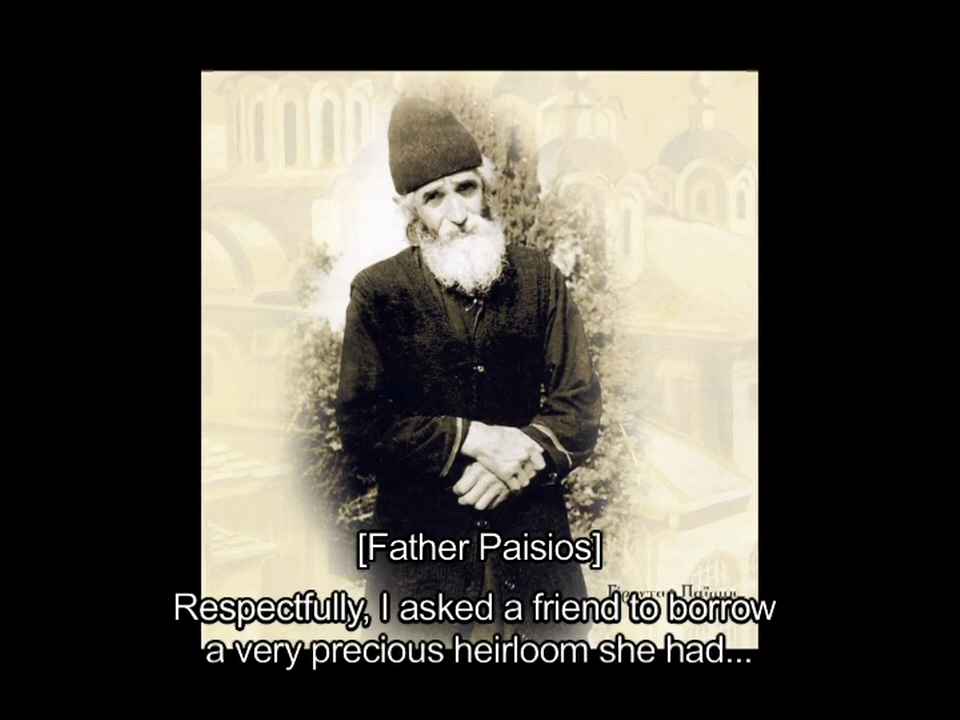 [Father Paisios]
Respectfully, I asked a friend to borrow
a very precious heirloom she had...